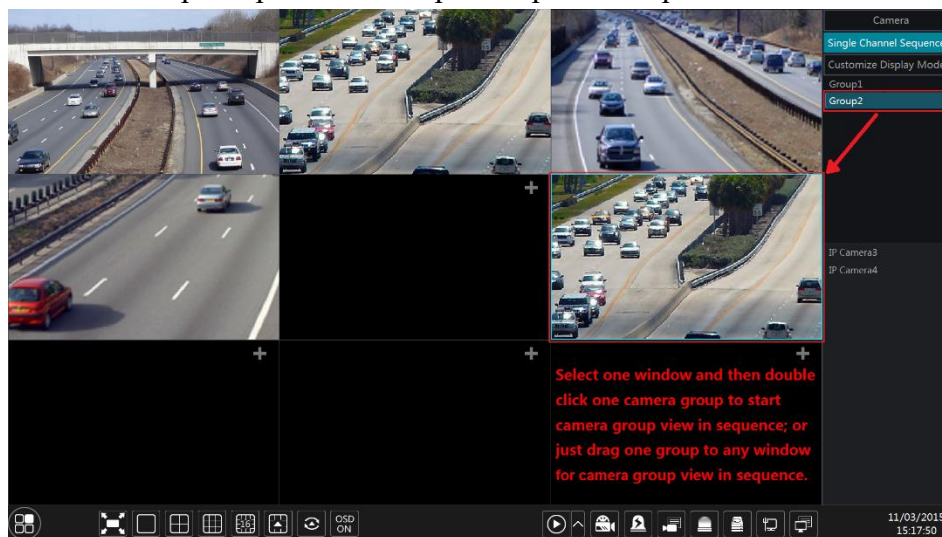 Camera
Single Channel Sequence
Customize Display Mode
Group1
Group2
IP Camera3
IP Camera4
Select one window and then double
click one camera group to start
camera group view in sequence; or
just drag one group to any window
for camera group view in sequence.
16
OSD
ON
11/03/2015
15:17:50